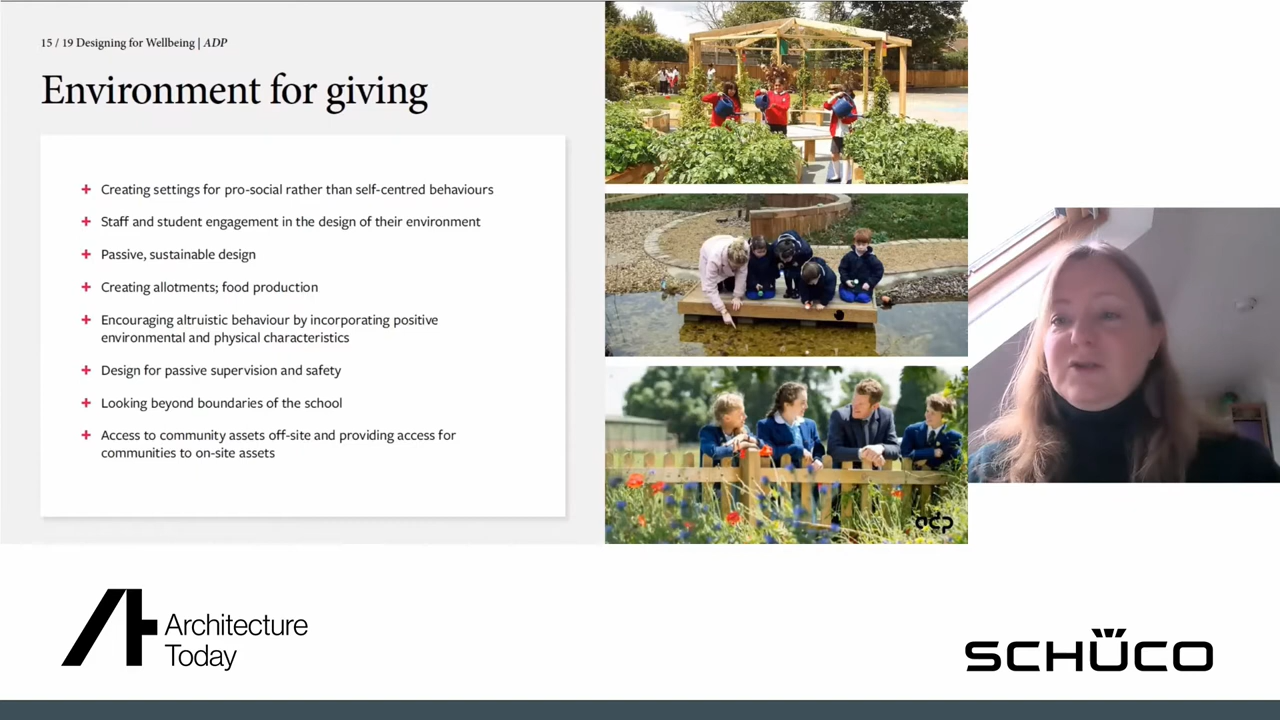 15 / 19 Designing for Wellbeing | ADP
Environment for giving
+ Creating settings for pro-social rather than self-centred behaviours
+ Staff and student engagement in the design of their environment
+ Passive, sustainable design
+ Creating allotments; food production
+ Encouraging altruistic behaviour by incorporating positive
environmental and physical characteristics
+ Design for passive supervision and safety
+ Looking beyond boundaries of the school
+ Access to community assets off-site and providing access for
communities to on-site assets
adp
Architecture
Today
SCHÜCO